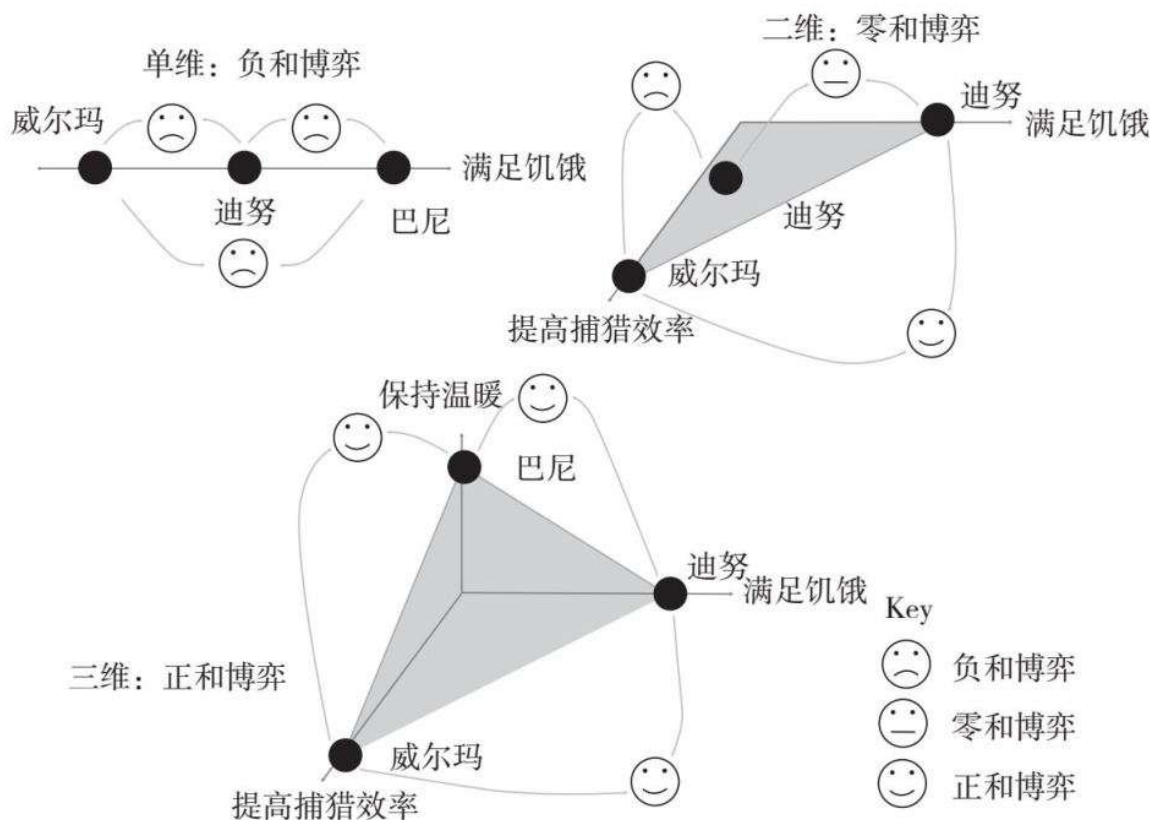 单维：负和博弈
威尔玛
满足饥饿
迪努
巴尼
二维：零和博弈
迪努
满足饥饿
迪努
威尔玛
提高捕猎效率
保持温暖
巴尼
迪努
满足饥饿
三维：正和博弈
威尔玛
提高捕猎效率
Key
负和博弈
零和博弈
正和博弈